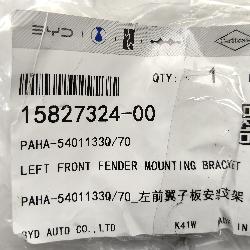 BYD
QTY: 1
15827324-00
PAHA-5401133Q/70
LEFT FRONT FENDER MOUNTING BRACKET
PAHA-5401133Q/70_左前翼子板安装支架
BYD AUTO CO.,LTD K41W